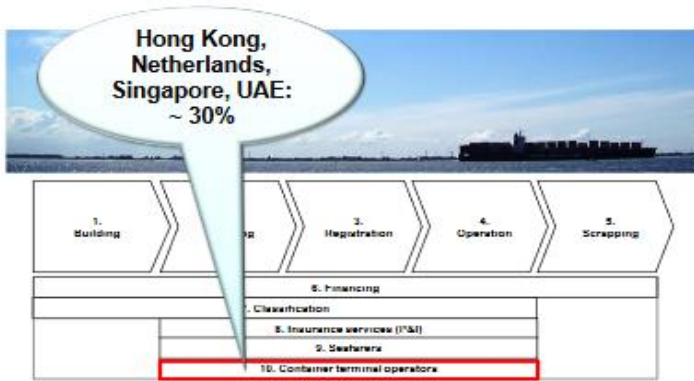 Hong Kong,
Netherlands,
Singapore, UAE:
~ 30%
1.
Building
3.
Registration
4.
Operation
5.
Scrapping
6. Financing
Classification
8. Insurance services (P&I)
9. Seafarers
10. Container terminal operators